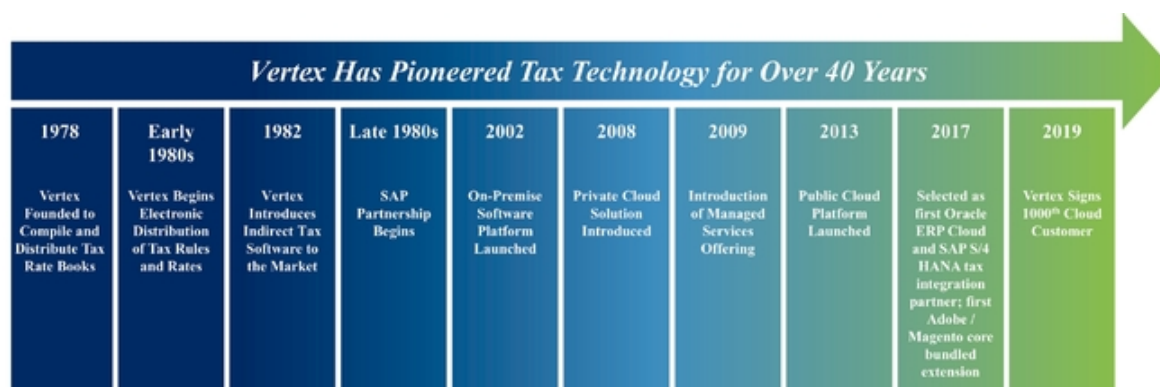 Vertex Has Pioneered Tax Technology for Over 40 Years
1978
Vertex
Founded to
Compile and
Distribute Tax
Rate Books
Early
1980s
Vertex Begins
Electronic
Distribution
of Tax Rules
and Rates
1982
Vertex
Introduces
Indirect Tax
Software to
the Market
Late 1980s
SAP
Partnership
Begins
2002
On-Premise
Software
Platform
Launched
2008
Private Cloud
Solution
Introduced
2009
Introduction
of Managed
Services
Offering
2013
Public Cloud
Platform
Launched
2017
Selected as
first Oracle
ERP Cloud
and SAP S/4
HANA tax
integration
partner; first
Adobe /
Magento core
bundled
extension
2019
Vertex Signs
1000th Cloud
Customer